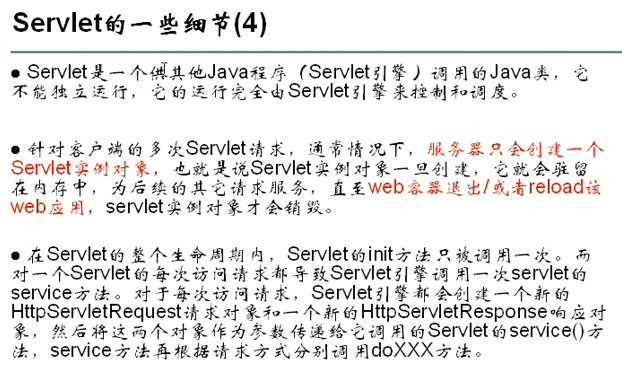 Servlet的一些细节(4)
● Servlet是一个供其他Java程序（Servlet引擎）调用的Java类，它
不能独立运行，它的运行完全由Servlet引擎来控制和调度。
● 针对客户端的多次Servlet请求，通常情况下，服务器只会创建一个
Servlet实例对象，也就是说Servlet实例对象一旦创建，它就会驻留
在内存中，为后续的其它请求服务，直至web容器退出/或者reload该
web应用，servlet实例对象才会销毁。
● 在Servlet的整个生命周期内，Servlet的init方法只被调用一次。而
对一个Servlet的每次访问请求都导致Servlet引擎调用一次servlet的
service方法。对于每次访问请求，Servlet引擎都会创建一个新的
HttpServletRequest请求对象和一个新的HttpServletResponse响应对
象，然后将这两个对象作为参数传递给它调用的Servlet的service()方
法，service方法再根据请求方式分别调用doXXX方法。